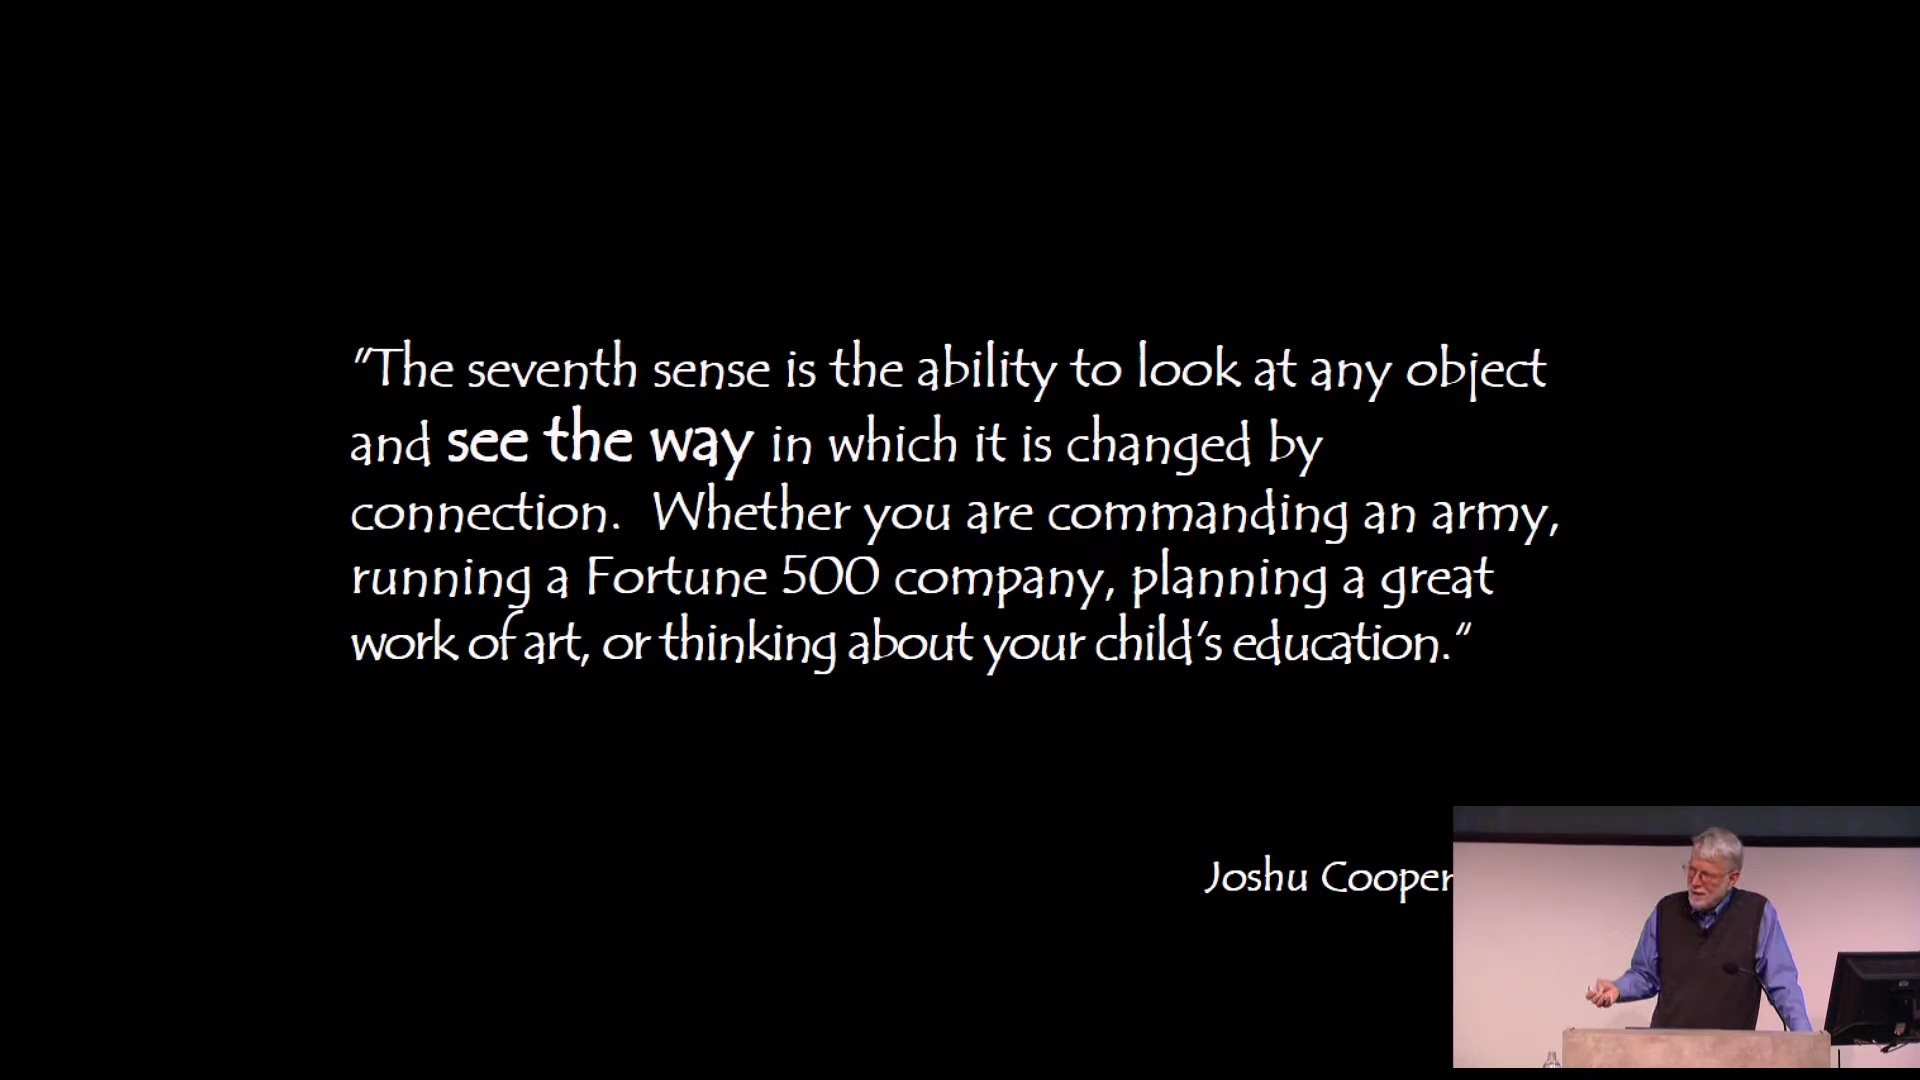 "The seventh sense is the ability to look at any object
and see the way in which it is changed by
connection. Whether you are commanding an army,
running a Fortune 500 company, planning a great
work of art, or thinking about your child's education."
Joshu Cooper